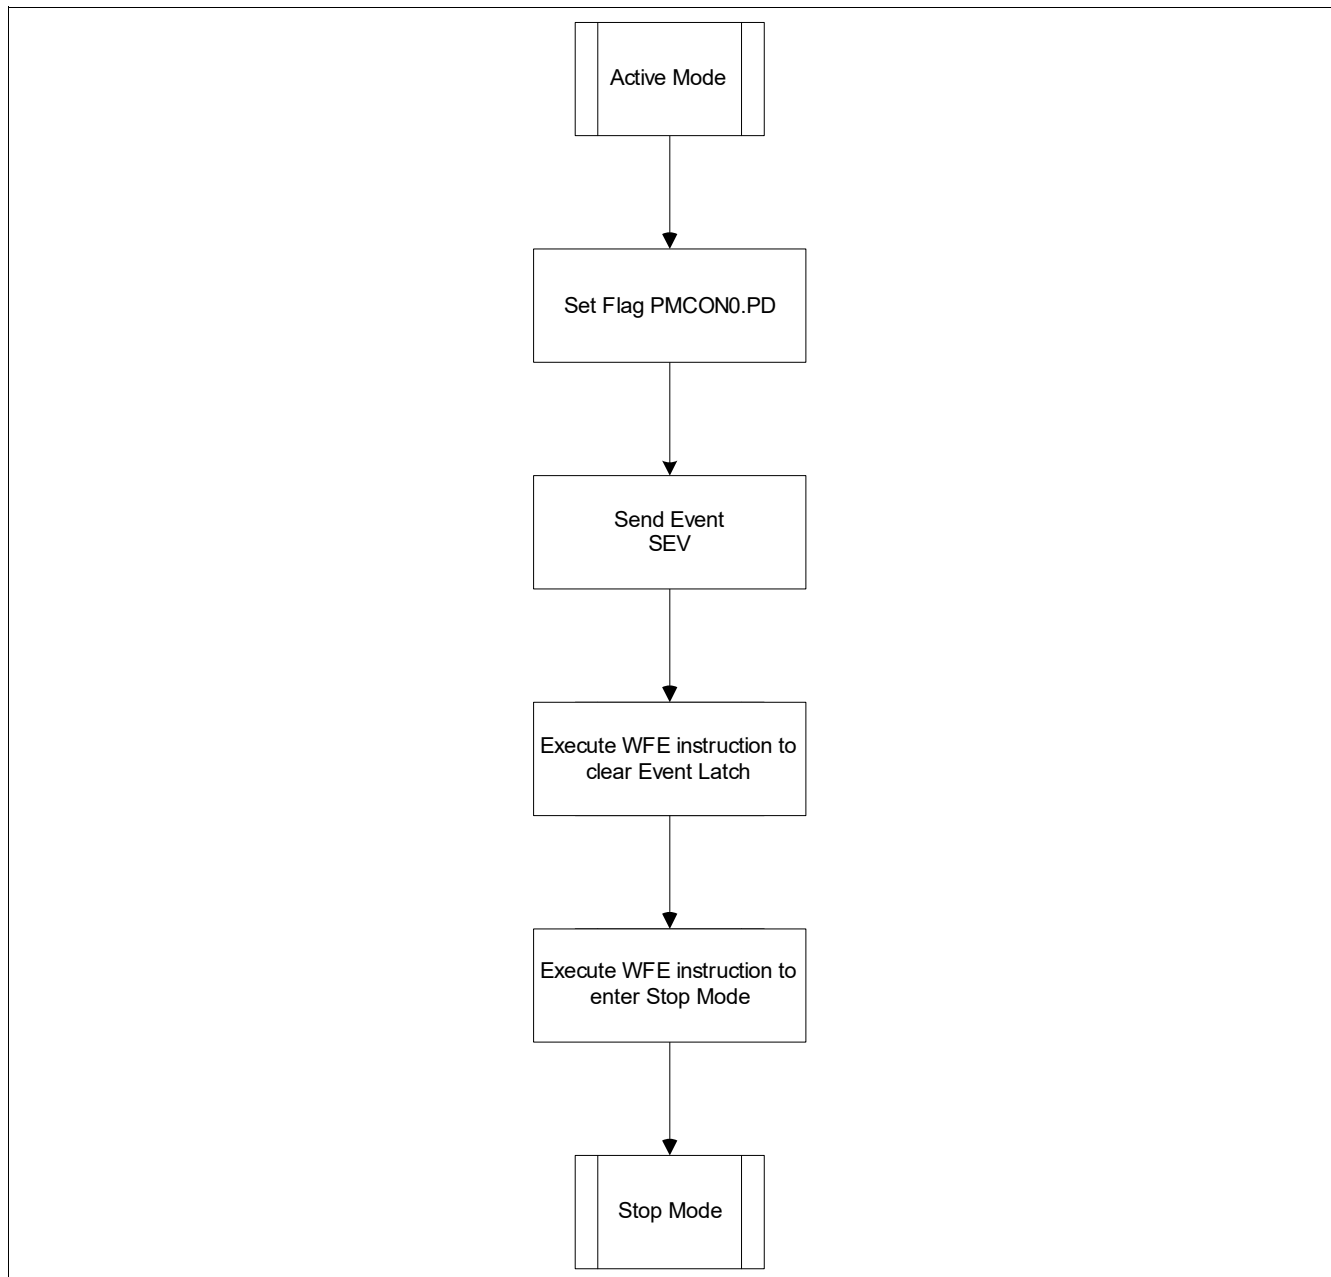 Active Mode
Set Flag PMCON0.PD
Send Event
SEV
Execute WFE instruction to
clear Event Latch
Execute WFE instruction to
enter Stop Mode
Stop Mode